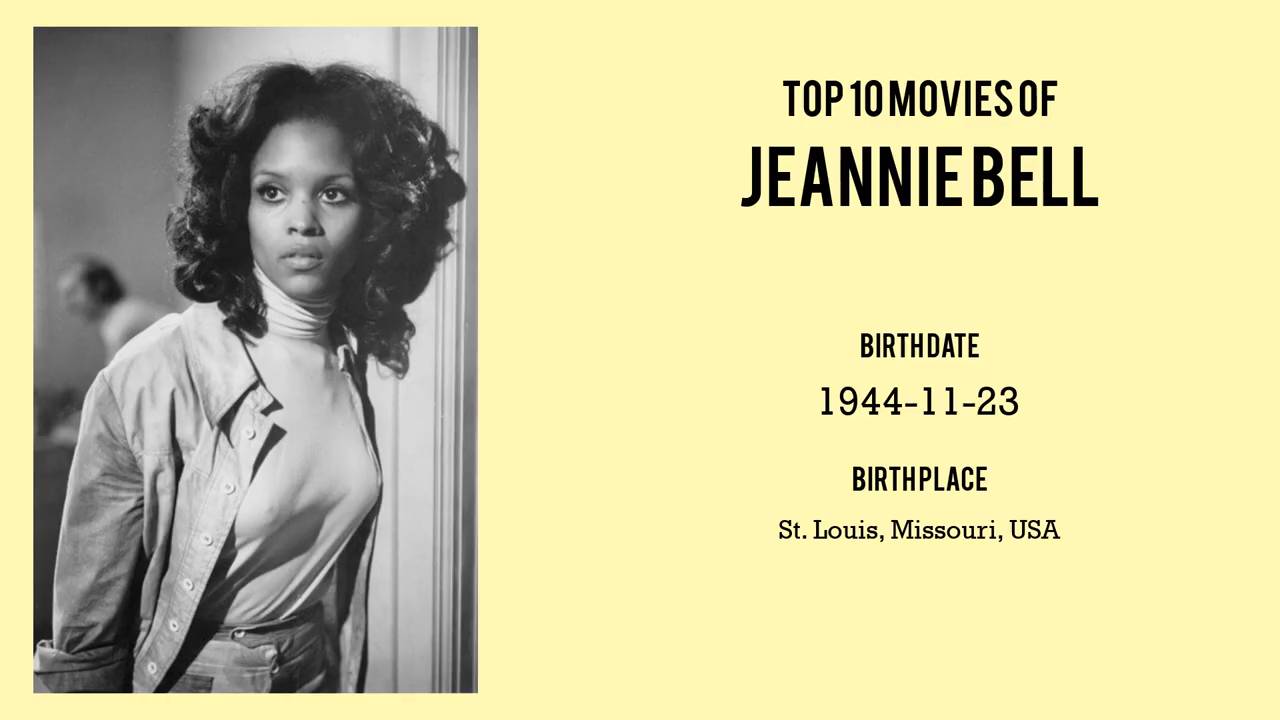 TOP 10 MOVIES OF
JEANNIE BELL
BIRTHDATE
1944-11-23
BIRTHPLACE
St. Louis, Missouri, USA